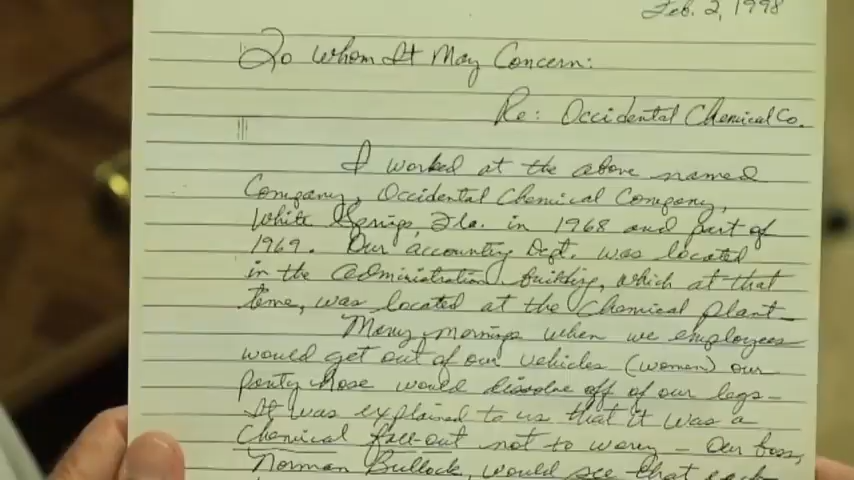 Feb. 2, 1998
To Whom It May Concern:
Re: Occidental Chemical Co.
I worked at the above named
Company, Occidental Chemical Company,
White Springs, Fla. in 1968 and part of
1969. Our accounting Dept. was located
in the administration building, which at that
time, was located at the Chemical plant—
Many mornings when we employees
would get out of our vehicles (women) our
panty hose would dissolve off of our legs—
It was explained to us that it was a
Chemical fall-out not to worry — Our boss,
Norman Bullock, would see that each